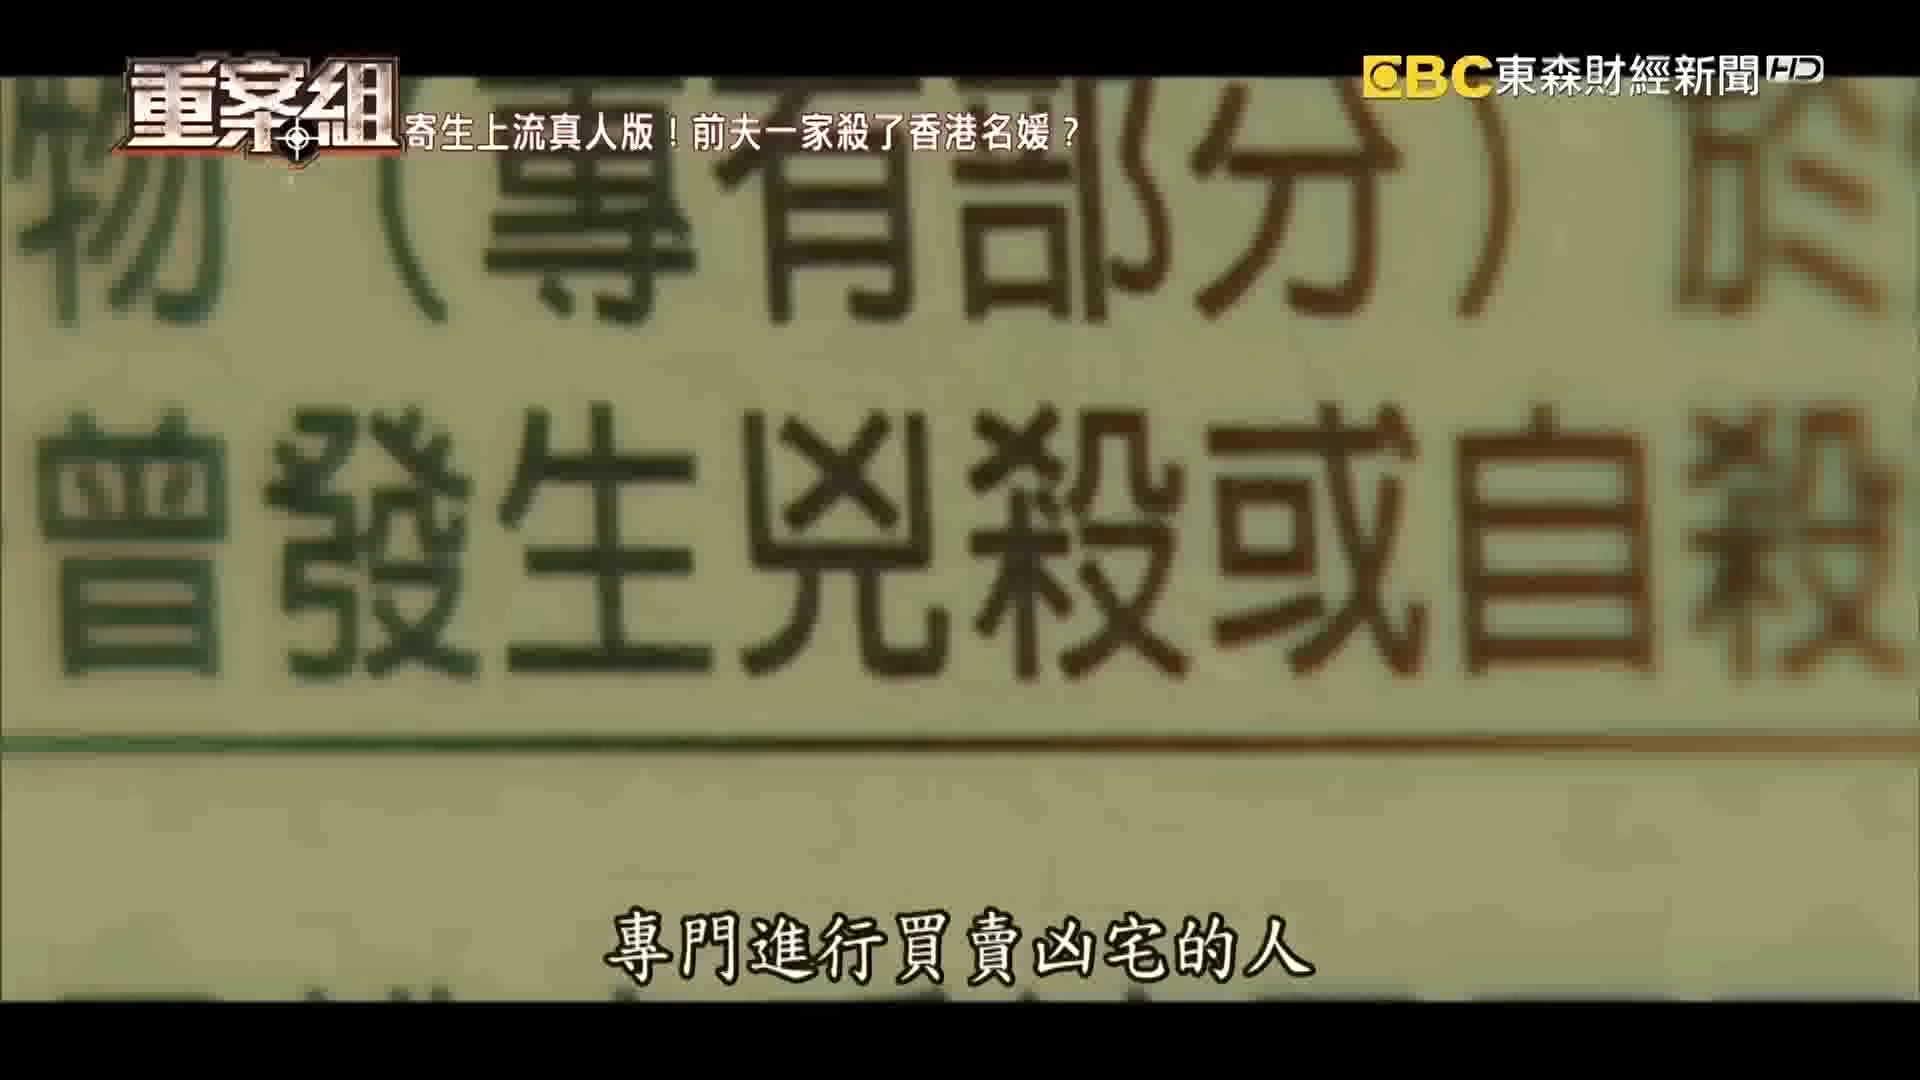 重案組
EBC東森財經新聞HD
寄生上流真人版！前夫一家殺了香港名媛？
物（專有部分）於
曾發生兇殺或自殺
專門進行買賣凶宅的人